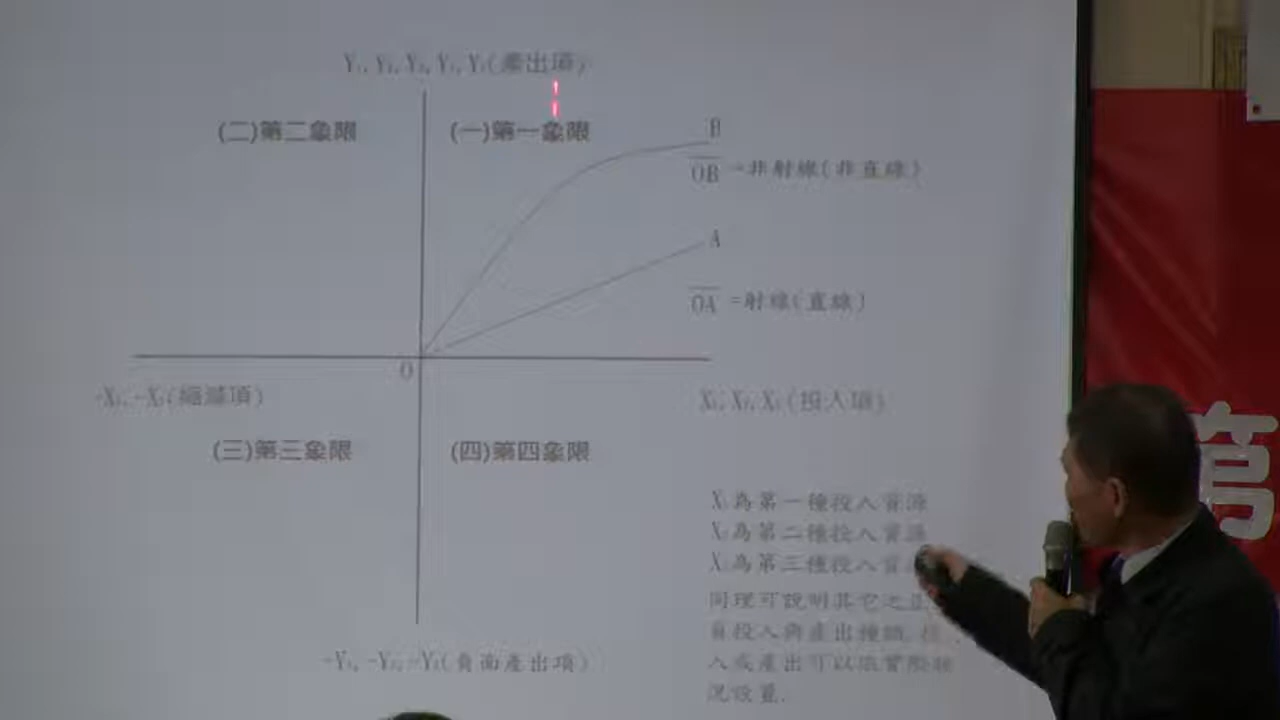 Y₁, Y₂, Y₃, Y₄, Y₅(產出項)
(二)第二象限
(一)第一象限
B
OB =非射線(非直線)
A
OA =射線(直線)
0
-X₁, -X₂(縮減項)
X₁, X₂, X₃(投入項)
(三)第三象限
(四)第四象限
X₁為第一種投入資源
X₂為第二種投入資源
X₃為第三種投入資
同理可說明其它之正
負投入與產出種類, 投
入或產出可以依實際狀
況設置.
-Y₁, -Y₂, -Y₃(負面產出項)
第